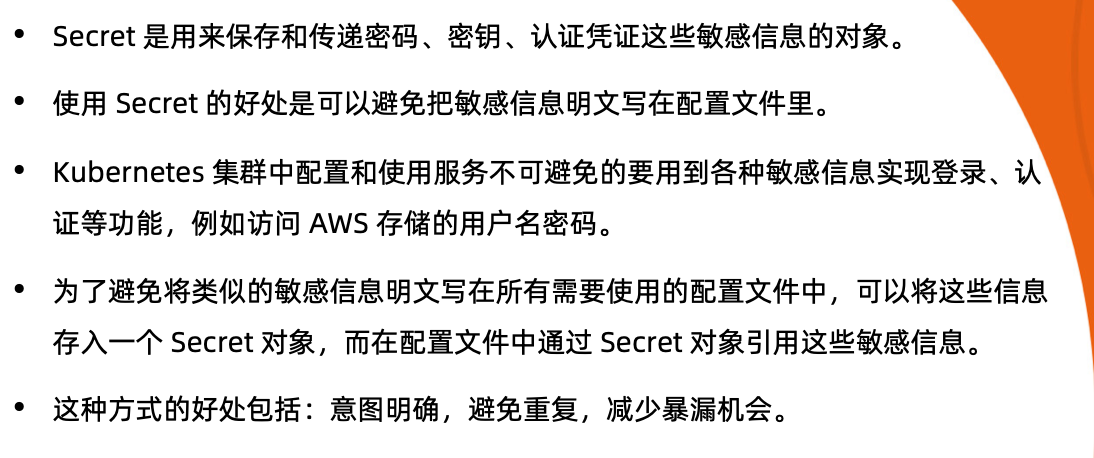 • Secret 是用来保存和传递密码、密钥、认证凭证这些敏感信息的对象。
• 使用 Secret 的好处是可以避免把敏感信息明文写在配置文件里。
• Kubernetes 集群中配置和使用服务不可避免的要用到各种敏感信息实现登录、认
证等功能，例如访问 AWS 存储的用户名密码。
• 为了避免将类似的敏感信息明文写在所有需要使用的配置文件中，可以将这些信息
存入一个 Secret 对象，而在配置文件中通过 Secret 对象引用这些敏感信息。
• 这种方式的好处包括：意图明确，避免重复，减少暴漏机会。